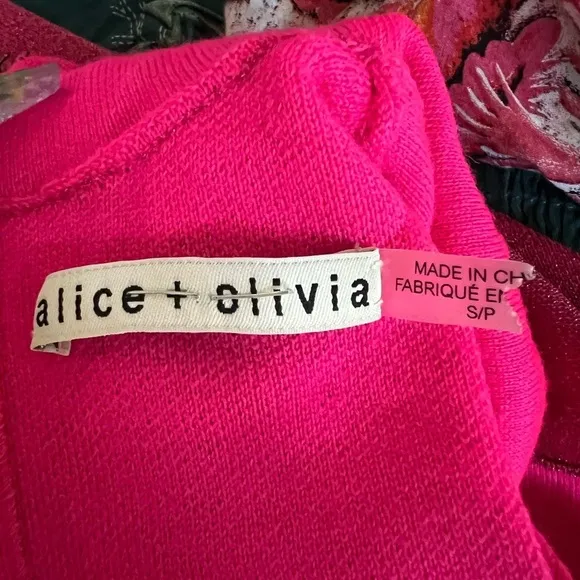 alice + olivia
MADE IN CH
FABRIQUÉ EN
S/P